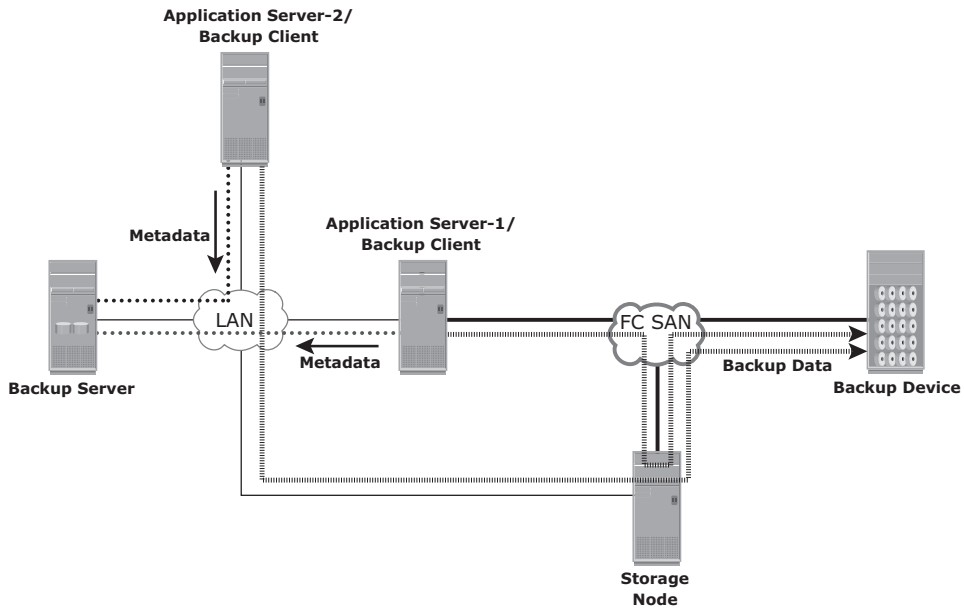 Application Server-2/
Backup Client
Metadata
Application Server-1/
Backup Client
LAN
Metadata
FC SAN
Backup Data
Backup Server
Backup Device
Storage
Node